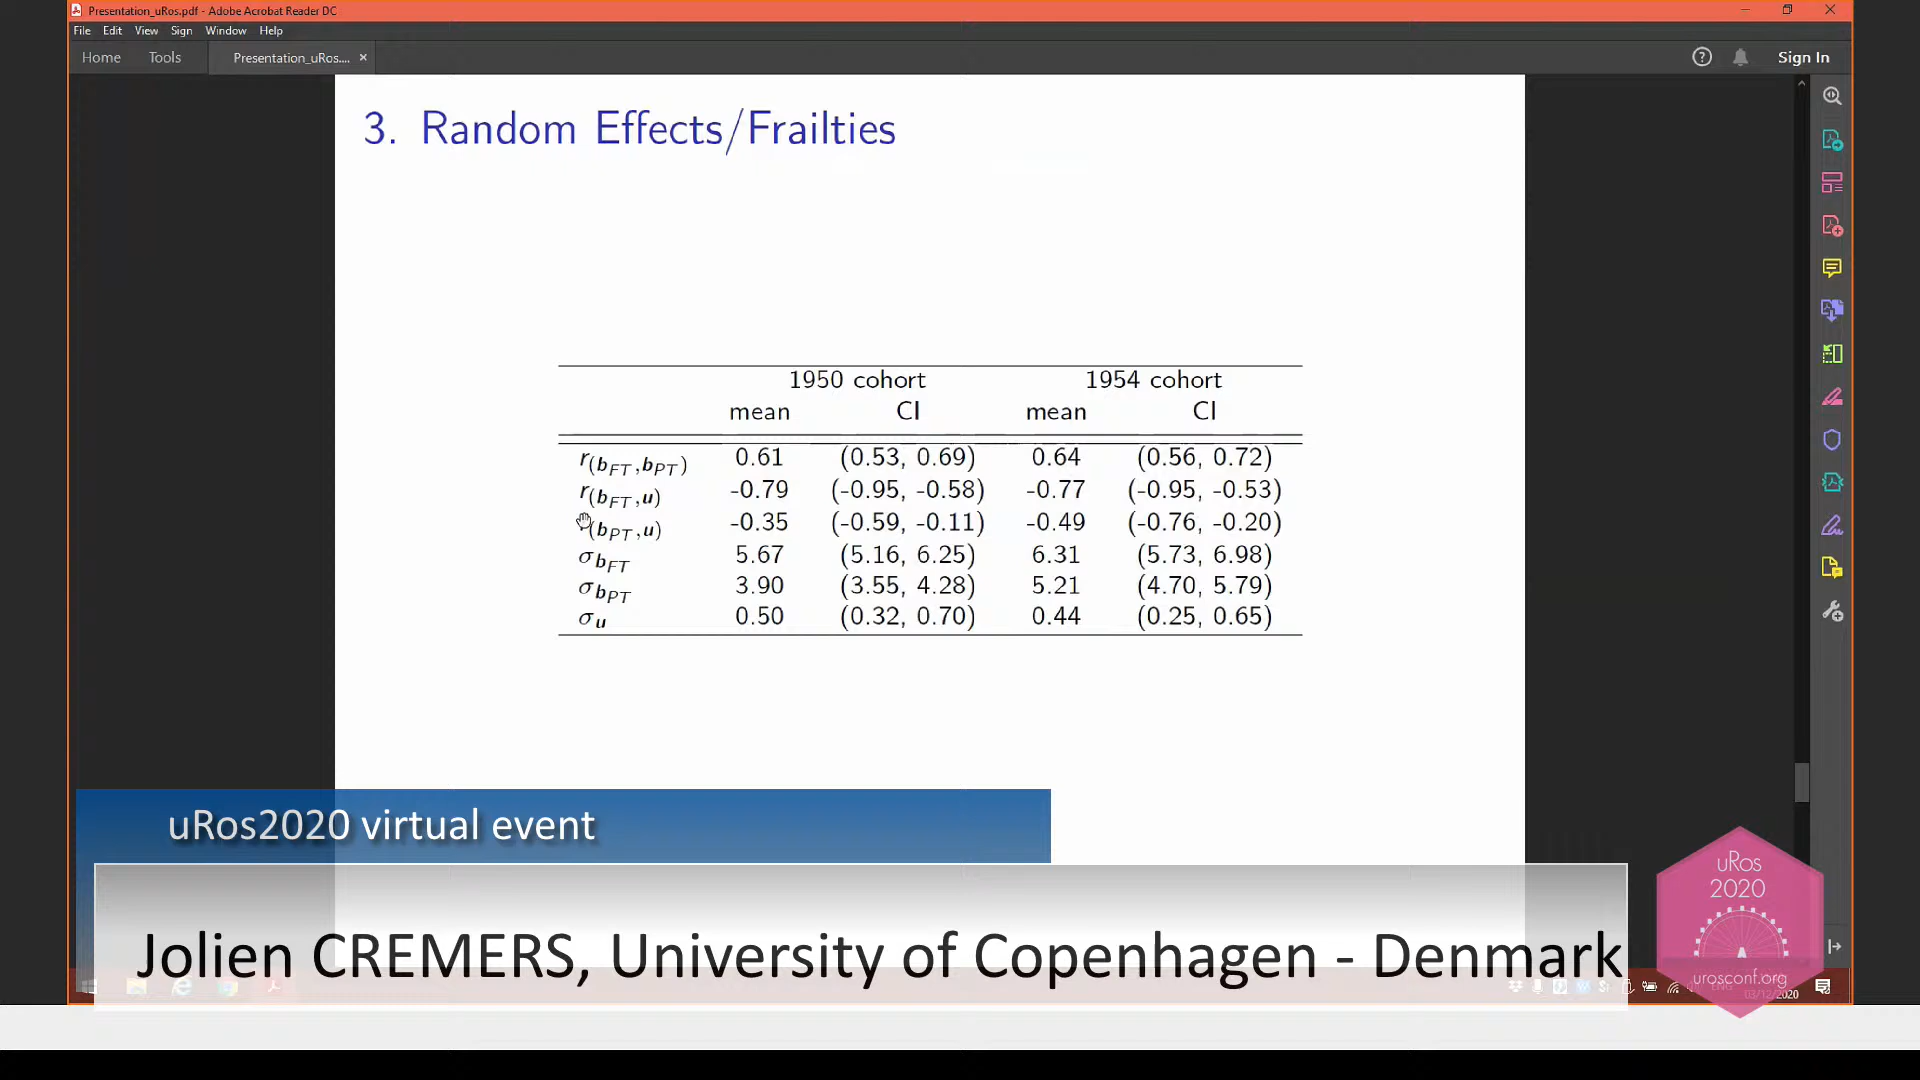 Presentation_uRos.pdf - Adobe Acrobat Reader DC
File Edit View Sign Window Help
Home Tools Presentation_uRos.... × Sign In
3. Random Effects/Frailties
1950 cohort 1954 cohort
mean CI mean CI
r(bFT,bPT) 0.61 (0.53, 0.69) 0.64 (0.56, 0.72)
r(bFT,u) -0.79 (-0.95, -0.58) -0.77 (-0.95, -0.53)
(bPT,u) -0.35 (-0.59, -0.11) -0.49 (-0.76, -0.20)
σbFT 5.67 (5.16, 6.25) 6.31 (5.73, 6.98)
σbPT 3.90 (3.55, 4.28) 5.21 (4.70, 5.79)
σu 0.50 (0.32, 0.70) 0.44 (0.25, 0.65)
uRos2020 virtual event
Jolien CREMERS, University of Copenhagen - Denmark
uRos
2020
urosconf.org
03/12/2020